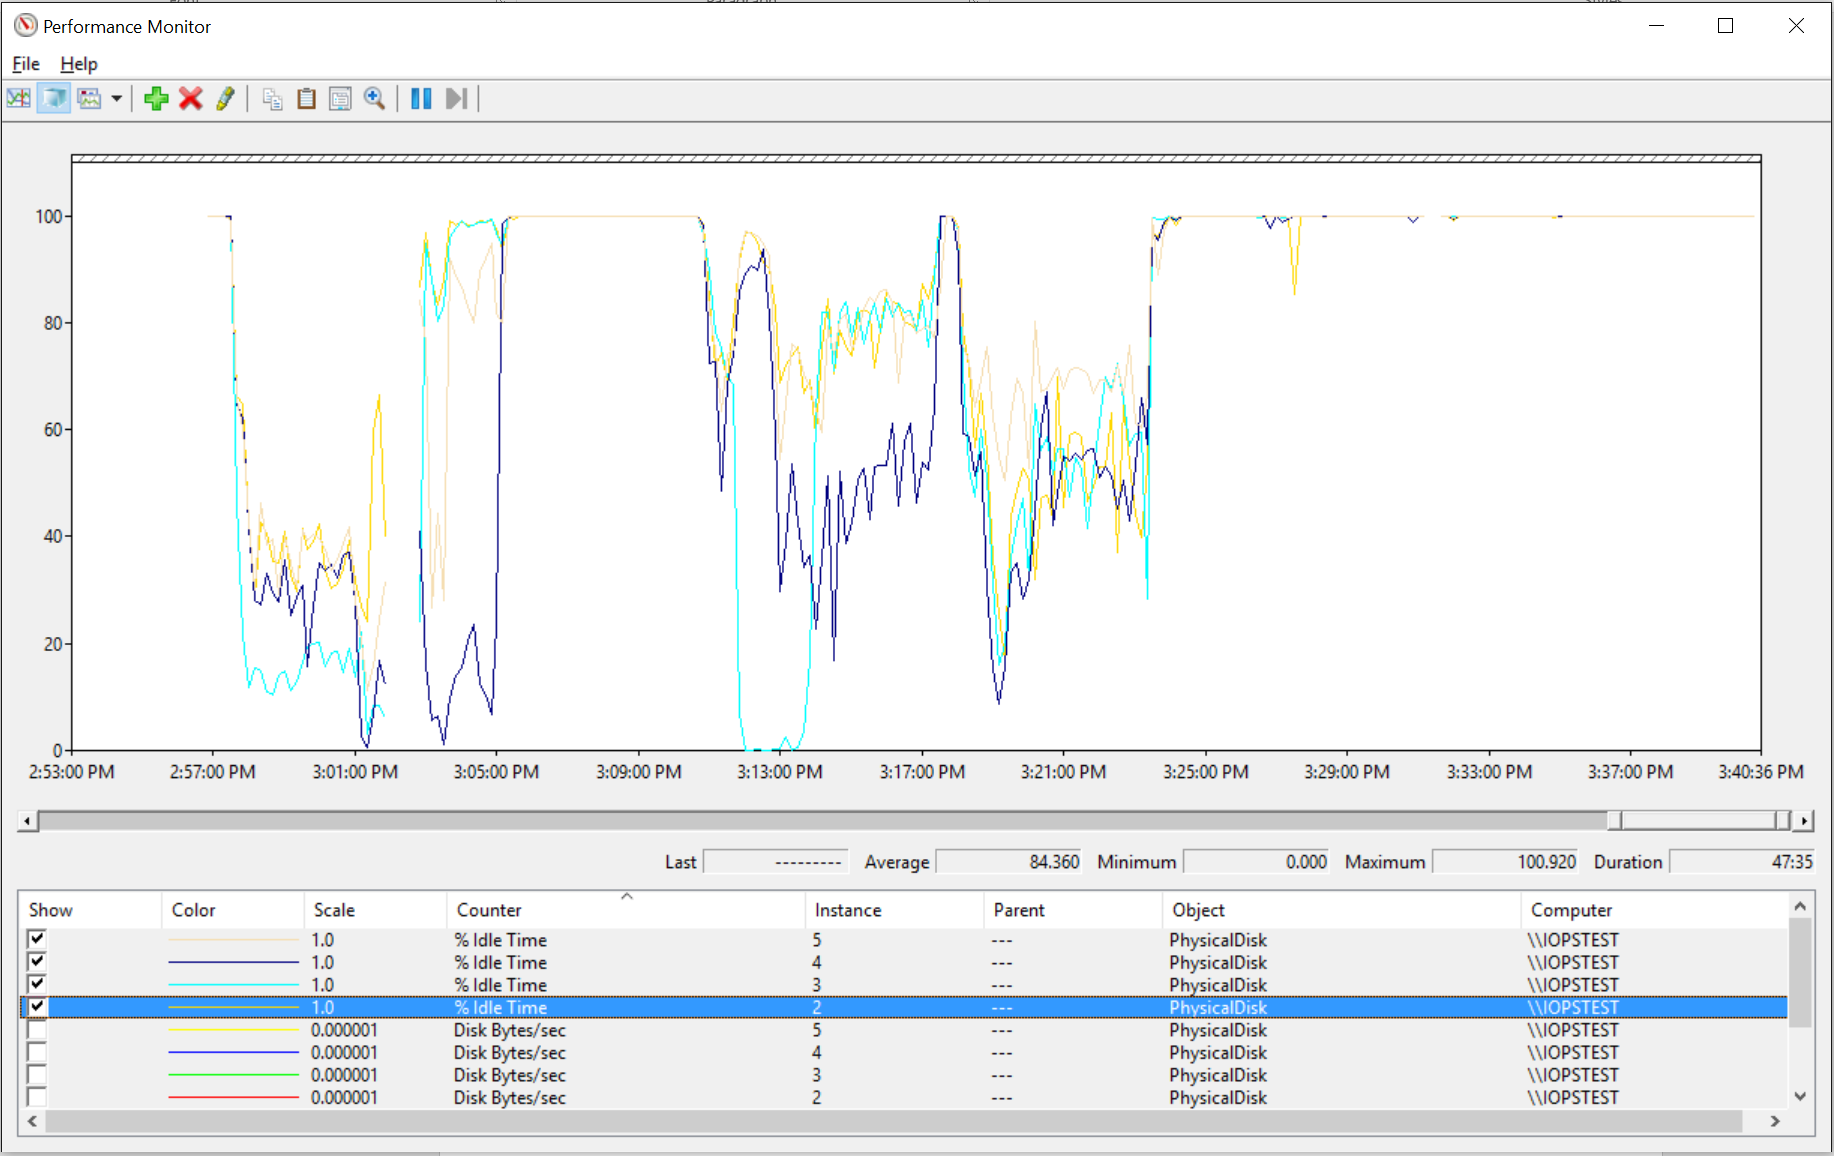 Performance Monitor
File Help
100
80
60
40
20
0
2:53:00 PM 2:57:00 PM 3:01:00 PM 3:05:00 PM 3:09:00 PM 3:13:00 PM 3:17:00 PM 3:21:00 PM 3:25:00 PM 3:29:00 PM 3:33:00 PM 3:37:00 PM 3:40:36 PM
Last --------- Average 84.360 Minimum 0.000 Maximum 100.920 Duration 47:35
Show Color Scale Counter Instance Parent Object Computer
1.0 % Idle Time 5 --- PhysicalDisk \\IOPSTEST
1.0 % Idle Time 4 --- PhysicalDisk \\IOPSTEST
1.0 % Idle Time 3 --- PhysicalDisk \\IOPSTEST
1.0 % Idle Time 2 --- PhysicalDisk \\IOPSTEST
0.000001 Disk Bytes/sec 5 --- PhysicalDisk \\IOPSTEST
0.000001 Disk Bytes/sec 4 --- PhysicalDisk \\IOPSTEST
0.000001 Disk Bytes/sec 3 --- PhysicalDisk \\IOPSTEST
0.000001 Disk Bytes/sec 2 --- PhysicalDisk \\IOPSTEST